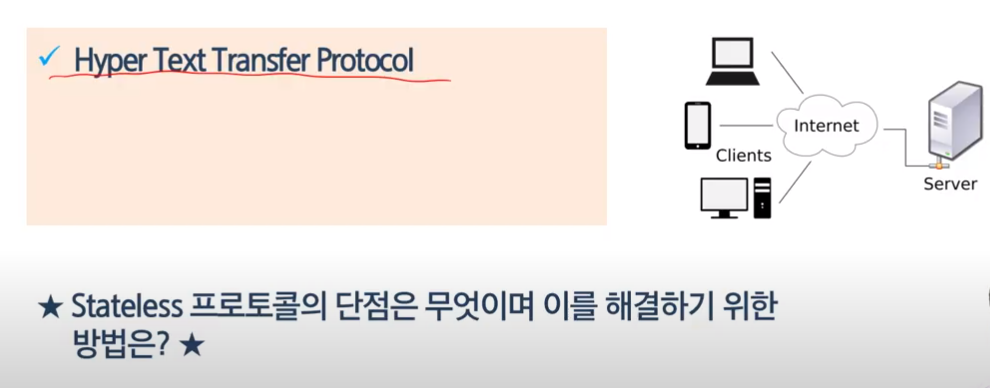 ✓ Hyper Text Transfer Protocol
Internet
Clients
Server
★ Stateless 프로토콜의 단점은 무엇이며 이를 해결하기 위한
방법은? ★